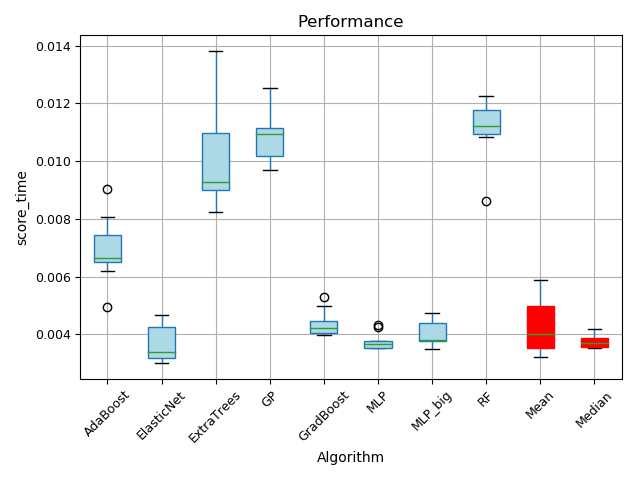 Performance
0.014
0.012
0.010
0.008
0.006
0.004
score_time
AdaBoost
ElasticNet
ExtraTrees
GP
GradBoost
MLP
MLP_big
RF
Mean
Median
Algorithm